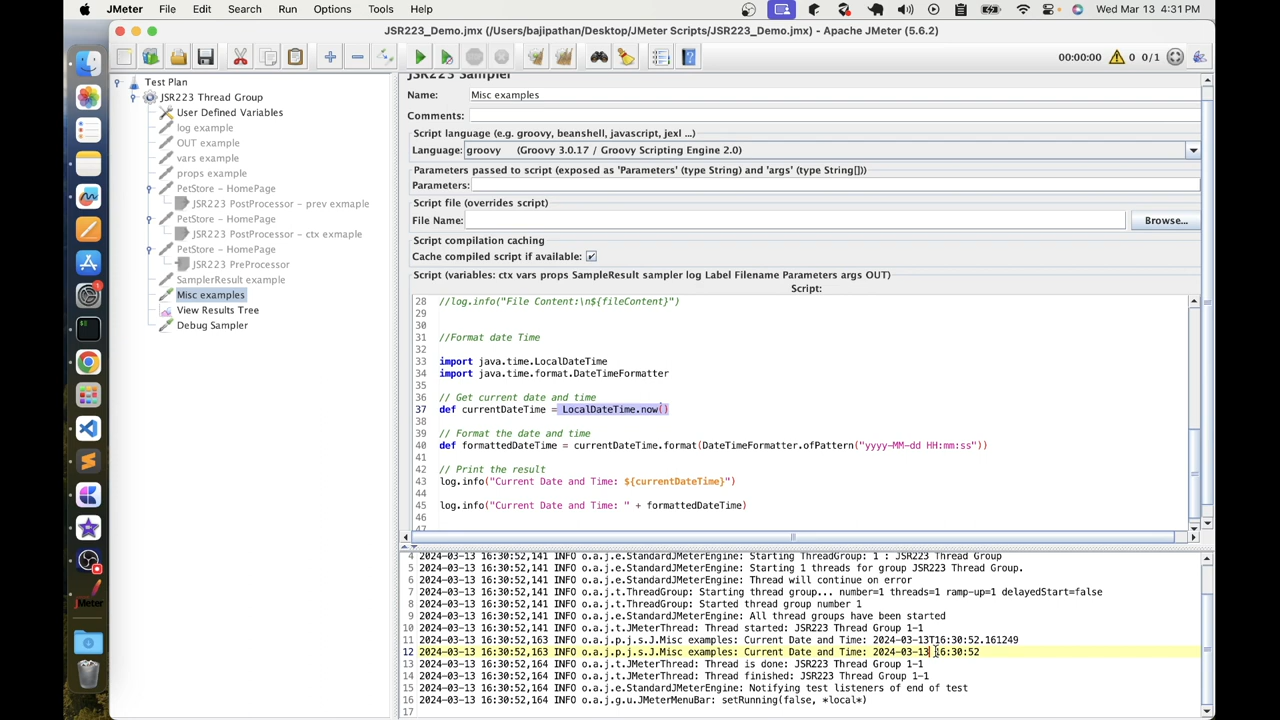 JMeter File Edit Search Run Options Tools Help Wed Mar 13 4:31 PM
JSR223_Demo.jmx (/Users/bajipathan/Desktop/JMeter Scripts/JSR223_Demo.jmx) - Apache JMeter (5.6.2)
00:00:00 0 0/1
Test Plan
JSR223 Thread Group
User Defined Variables
log example
OUT example
vars example
props example
PetStore - HomePage
JSR223 PostProcessor - prev exmaple
PetStore - HomePage
JSR223 PostProcessor - ctx exmaple
PetStore - HomePage
JSR223 PreProcessor
SamplerResult example
Misc examples
View Results Tree
Debug Sampler
JSR223 Sampler
Name: Misc examples
Comments:
Script language (e.g. groovy, beanshell, javascript, jexl ...)
Language: groovy (Groovy 3.0.17 / Groovy Scripting Engine 2.0)
Parameters passed to script (exposed as 'Parameters' (type String) and 'args' (type String[]))
Parameters:
Script file (overrides script)
File Name: Browse...
Script compilation caching
Cache compiled script if available:
Script (variables: ctx vars props SampleResult sampler log Label Filename Parameters args OUT)
Script:
28 //log.info("File Content:\n${fileContent}")
29
30
31 //Format date Time
32
33 import java.time.LocalDateTime
34 import java.time.format.DateTimeFormatter
35
36 // Get current date and time
37 def currentDateTime = LocalDateTime.now()
38
39 // Format the date and time
40 def formattedDateTime = currentDateTime.format(DateTimeFormatter.ofPattern("yyyy-MM-dd HH:mm:ss"))
41
42 // Print the result
43 log.info("Current Date and Time: ${currentDateTime}")
44
45 log.info("Current Date and Time: " + formattedDateTime)
46
47
4 2024-03-13 16:30:52,141 INFO o.a.j.e.StandardJMeterEngine: Starting ThreadGroup: 1 : JSR223 Thread Group
5 2024-03-13 16:30:52,141 INFO o.a.j.e.StandardJMeterEngine: Starting 1 threads for group JSR223 Thread Group.
6 2024-03-13 16:30:52,141 INFO o.a.j.e.StandardJMeterEngine: Thread will continue on error
7 2024-03-13 16:30:52,141 INFO o.a.j.t.ThreadGroup: Starting thread group... number=1 threads=1 ramp-up=1 delayedStart=false
8 2024-03-13 16:30:52,141 INFO o.a.j.t.ThreadGroup: Started thread group number 1
9 2024-03-13 16:30:52,141 INFO o.a.j.e.StandardJMeterEngine: All thread groups have been started
10 2024-03-13 16:30:52,141 INFO o.a.j.t.JMeterThread: Thread started: JSR223 Thread Group 1-1
11 2024-03-13 16:30:52,163 INFO o.a.j.p.j.s.J.Misc examples: Current Date and Time: 2024-03-13T16:30:52.161249
12 2024-03-13 16:30:52,163 INFO o.a.j.p.j.s.J.Misc examples: Current Date and Time: 2024-03-13 16:30:52
13 2024-03-13 16:30:52,164 INFO o.a.j.t.JMeterThread: Thread is done: JSR223 Thread Group 1-1
14 2024-03-13 16:30:52,164 INFO o.a.j.t.JMeterThread: Thread finished: JSR223 Thread Group 1-1
15 2024-03-13 16:30:52,164 INFO o.a.j.e.StandardJMeterEngine: Notifying test listeners of end of test
16 2024-03-13 16:30:52,164 INFO o.a.j.g.u.JMeterMenuBar: setRunning(false, *local*)
17
JMeter